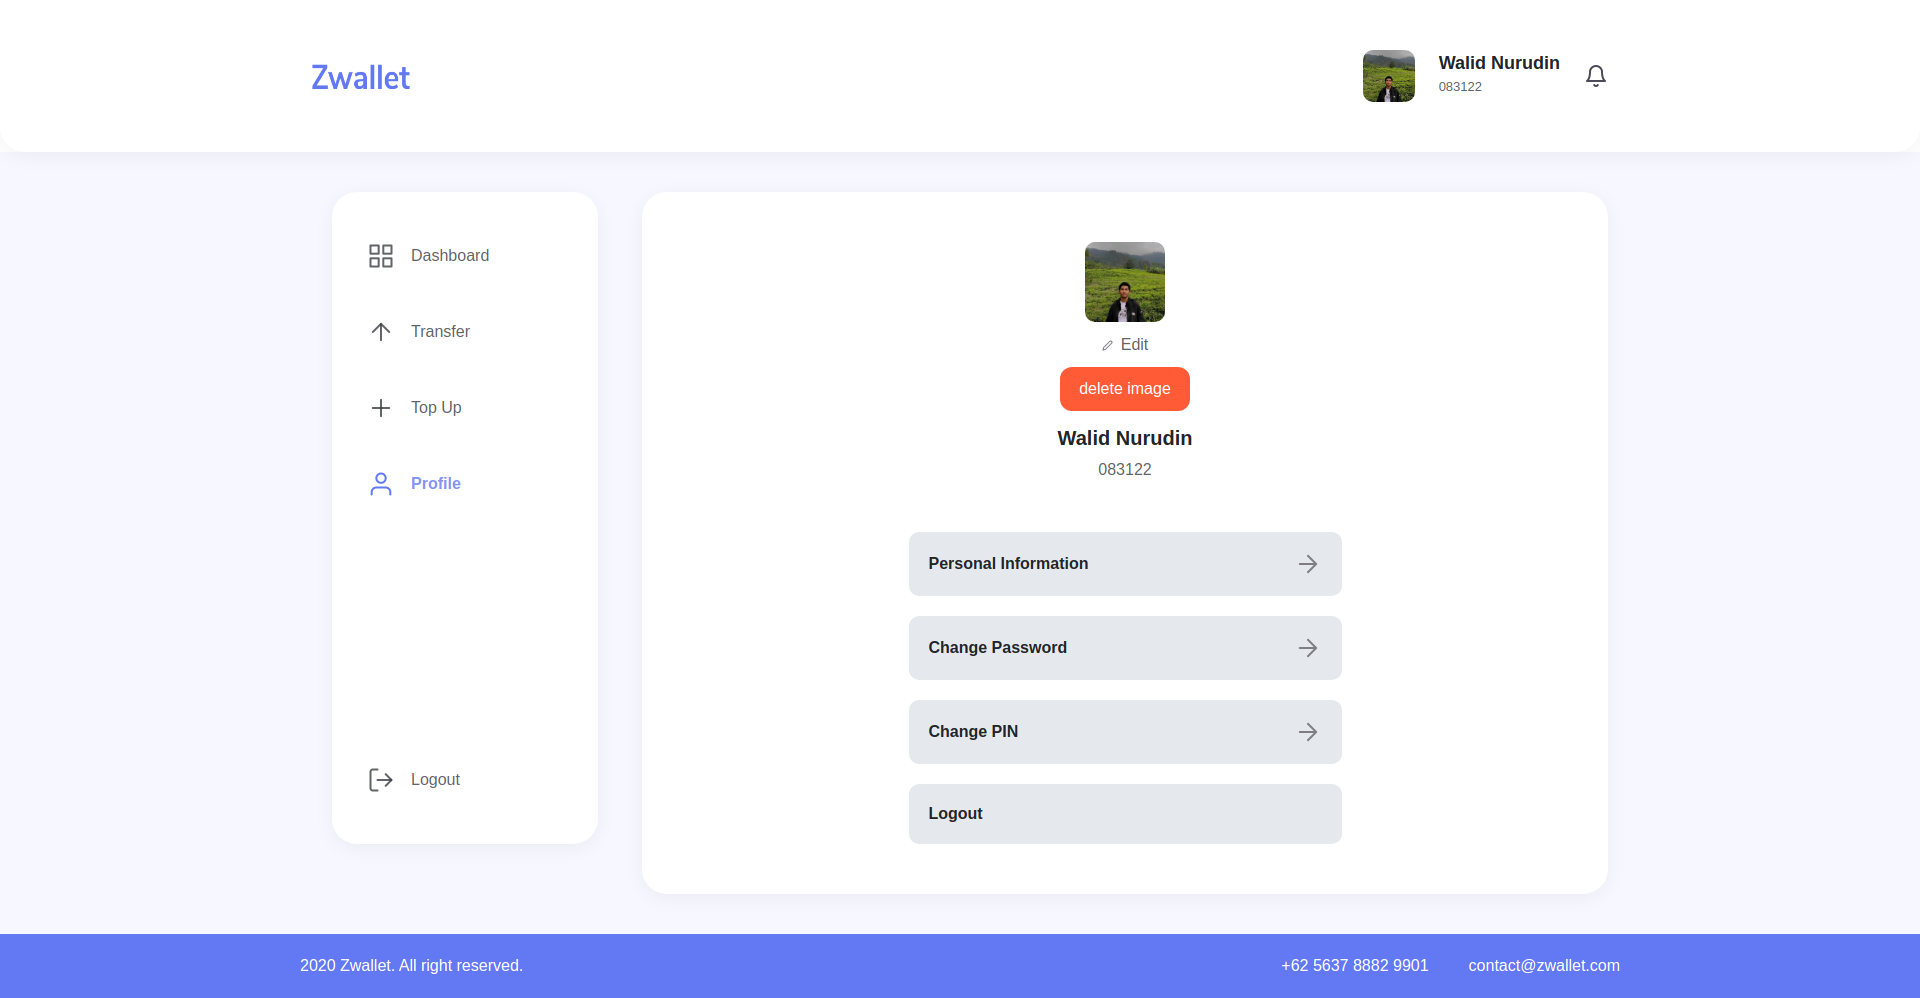 Zwallet
Walid Nurudin
083122
Dashboard
Transfer
Top Up
Profile
Logout
Edit
delete image
Walid Nurudin
083122
Personal Information
Change Password
Change PIN
Logout
2020 Zwallet. All right reserved.
+62 5637 8882 9901
contact@zwallet.com